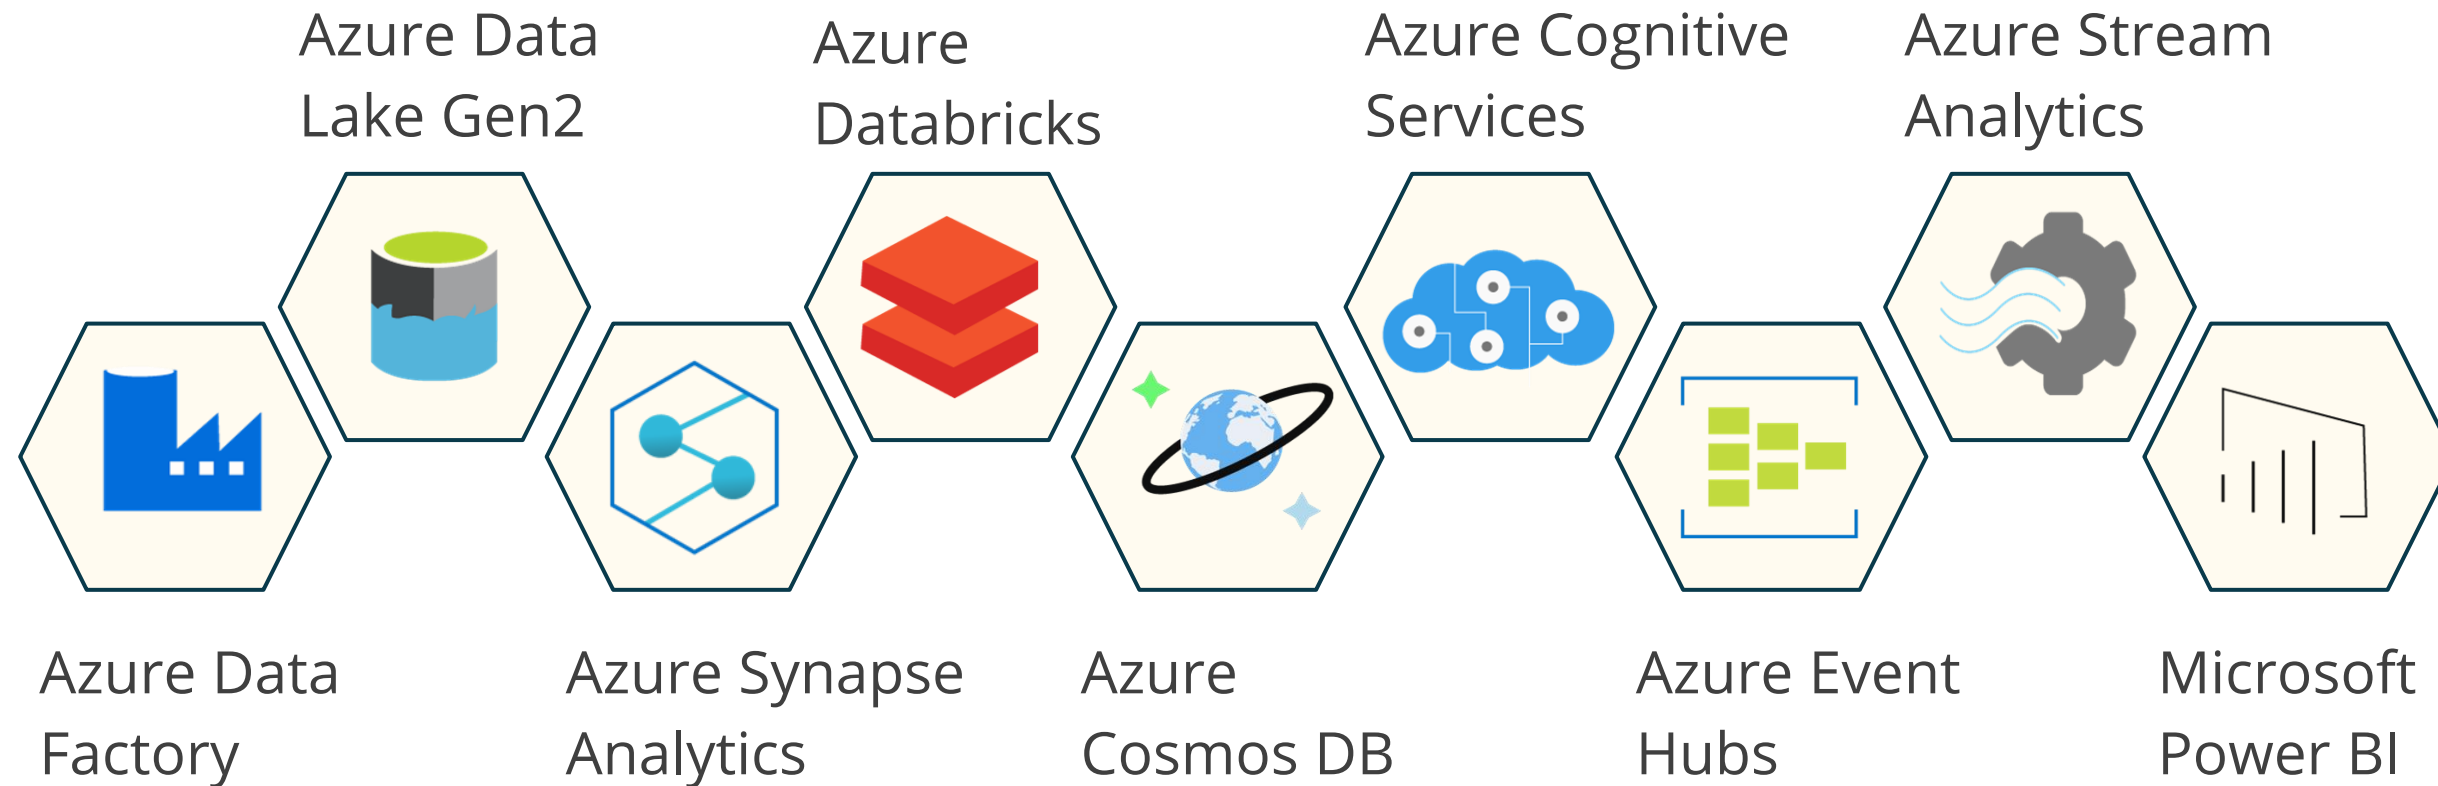 Azure Data
Lake Gen2
Azure
Databricks
Azure Cognitive
Services
Azure Stream
Analytics
Azure Data
Factory
Azure Synapse
Analytics
Azure
Cosmos DB
Azure Event
Hubs
Microsoft
Power BI